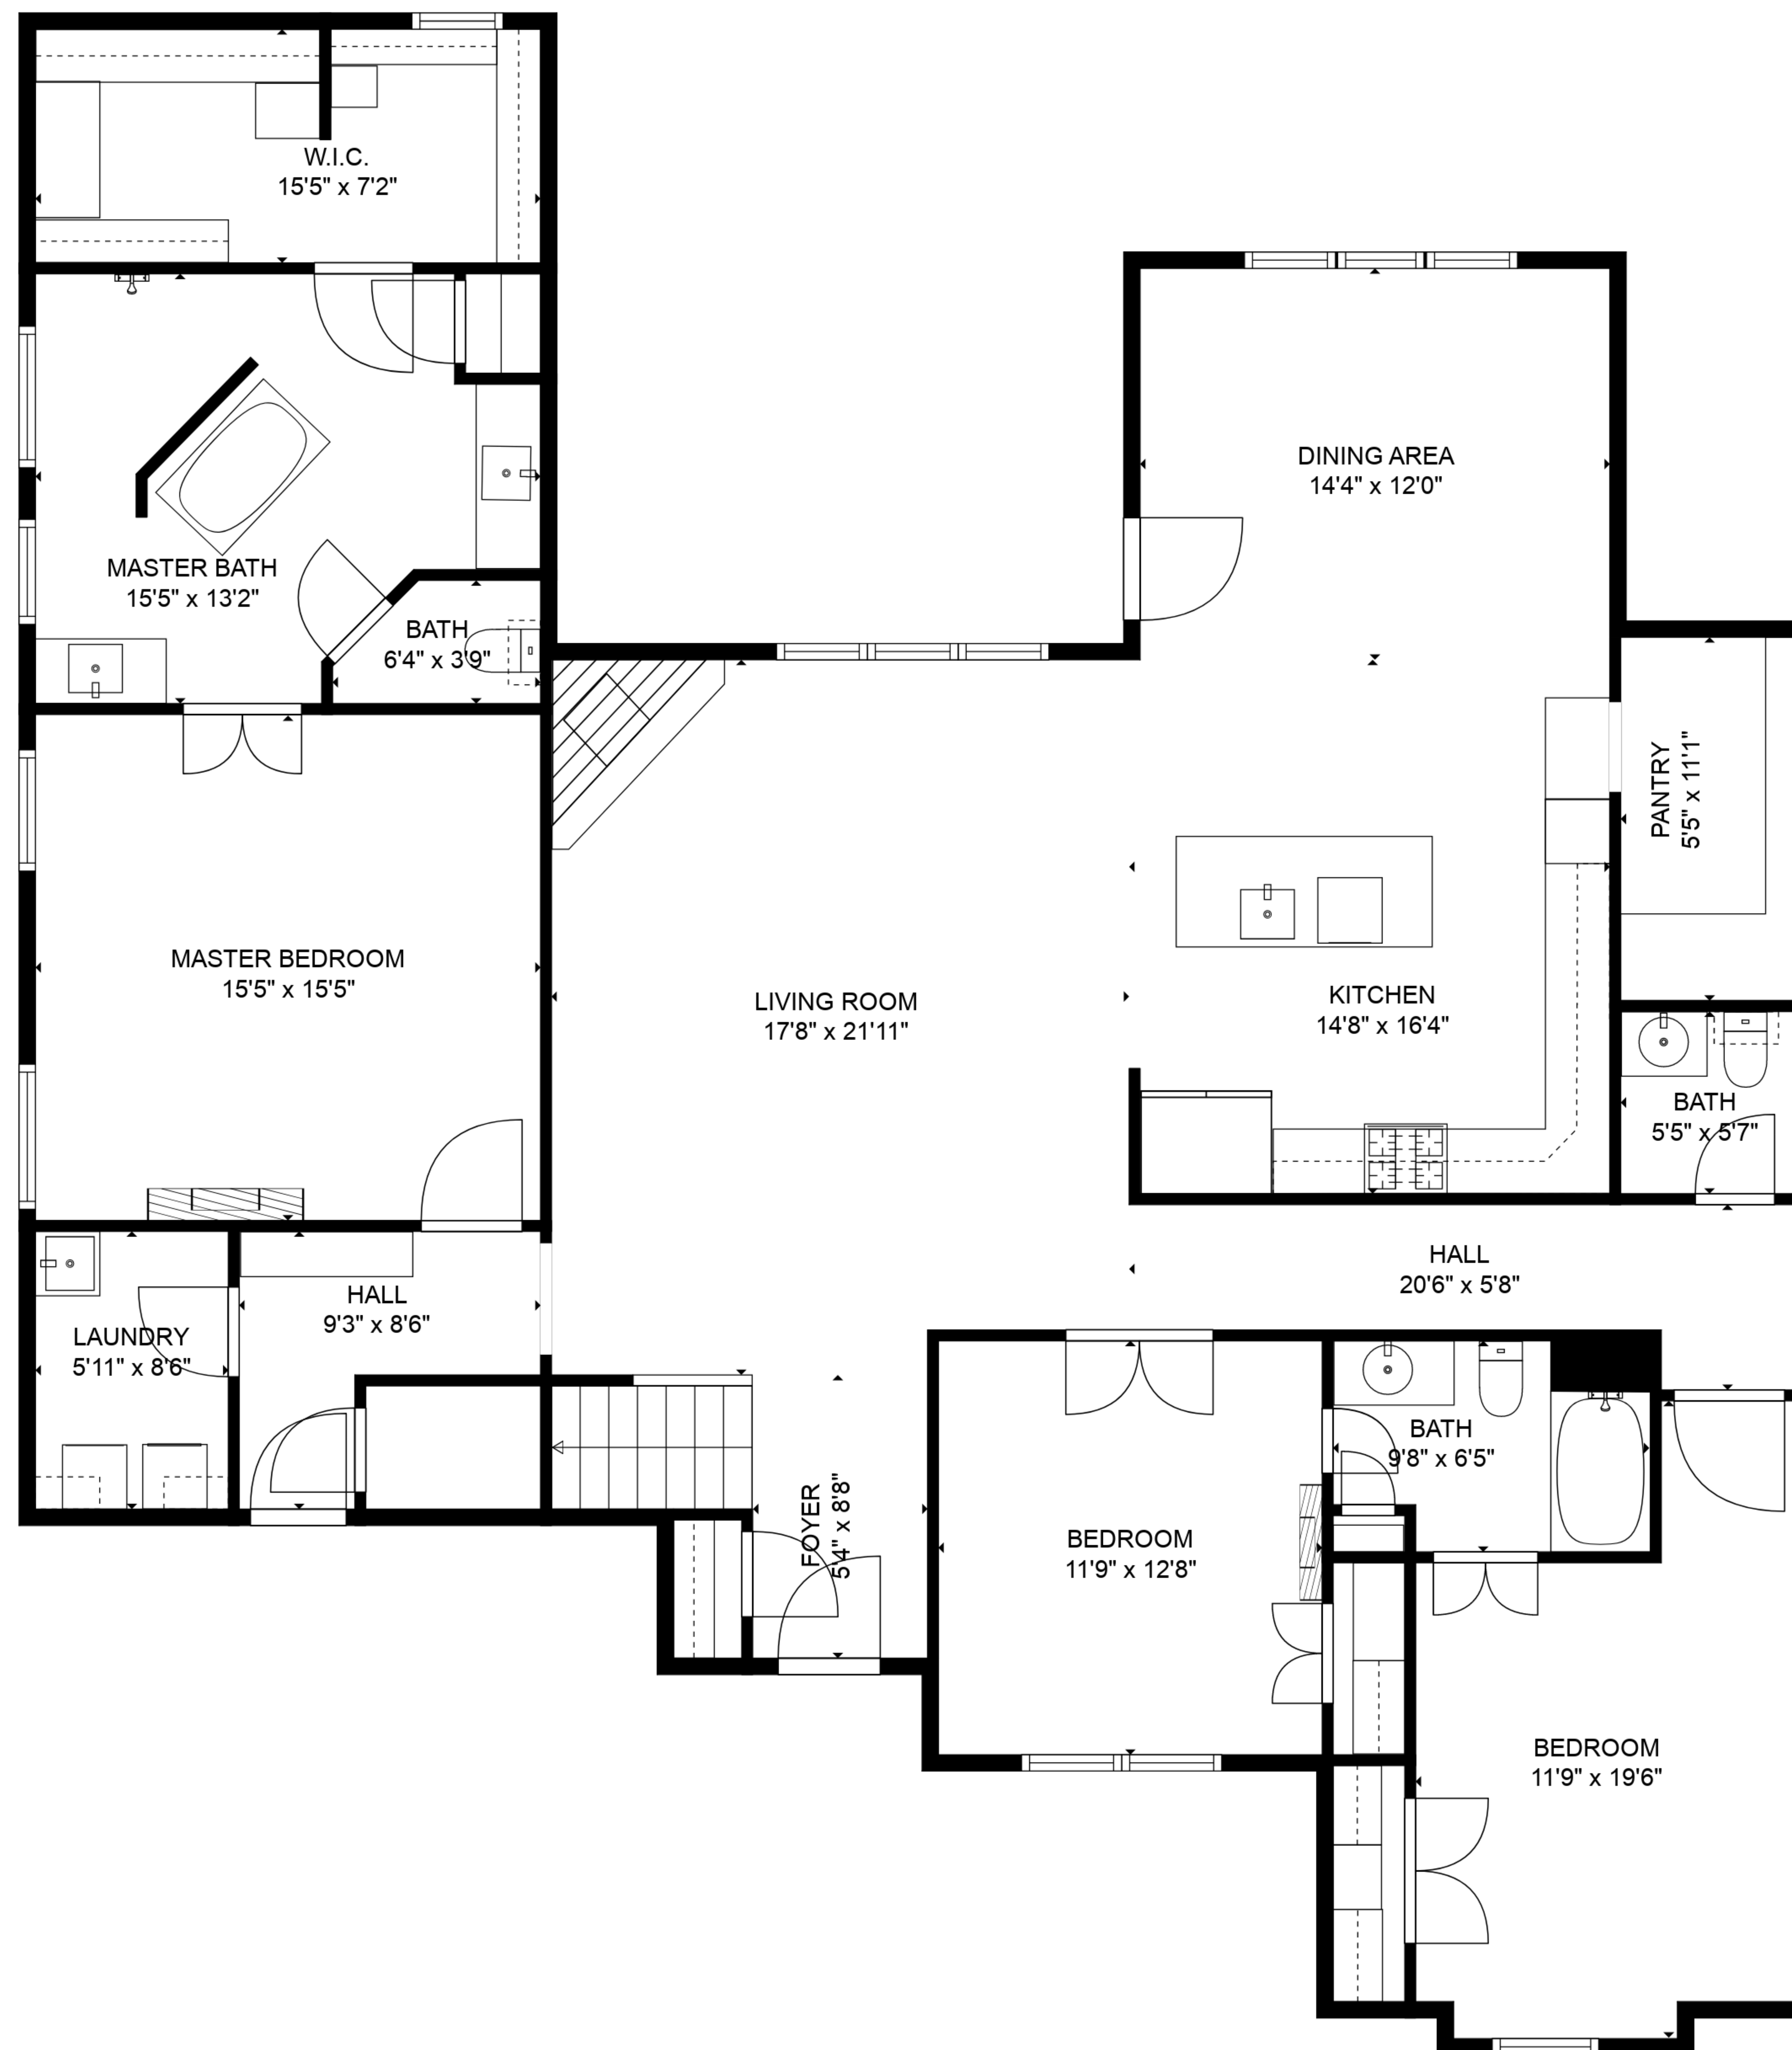 W.I.C.
15'5" x 7'2"
DINING AREA
14'4" x 12'0"
MASTER BATH
15'5" x 13'2"
BATH
6'4" x 3'9"
PANTRY
5'5" x 11'1"
MASTER BEDROOM
15'5" x 15'5"
LIVING ROOM
17'8" x 21'11"
KITCHEN
14'8" x 16'4"
BATH
5'5" x 5'7"
HALL
20'6" x 5'8"
HALL
9'3" x 8'6"
LAUNDRY
5'11" x 8'6"
BATH
9'8" x 6'5"
FOYER
5'4" x 8'8"
BEDROOM
11'9" x 12'8"
BEDROOM
11'9" x 19'6"